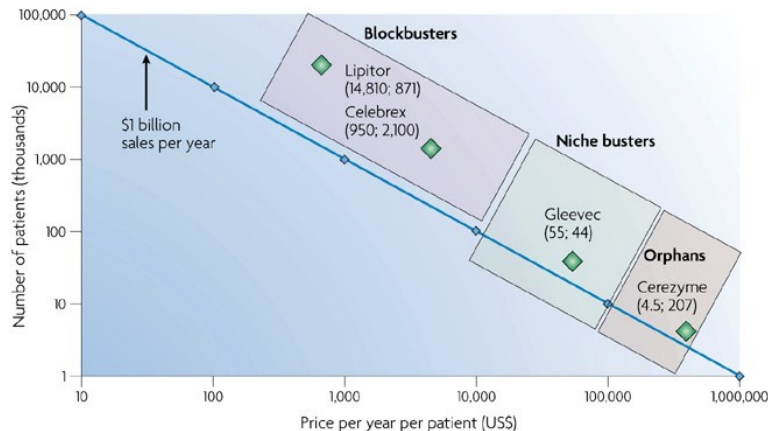 100,000
10,000
1,000
100
10
1
Number of patients (thousands)
$1 billion
sales per year
Blockbusters
Lipitor
(14,810; 871)
Celebrex
(950; 2,100)
Niche busters
Gleevec
(55; 44)
Orphans
Cerezyme
(4.5; 207)
10
100
1,000
10,000
100,000
1,000,000
Price per year per patient (US$)